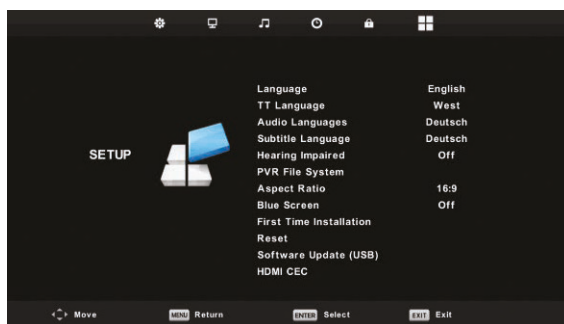 Language English
TT Language West
Audio Languages Deutsch
Subtitle Language Deutsch
SETUP
Hearing Impaired Off
PVR File System
Aspect Ratio 16:9
Blue Screen Off
First Time Installation
Reset
Software Update (USB)
HDMI CEC
Move MENU Return ENTER Select EXIT Exit